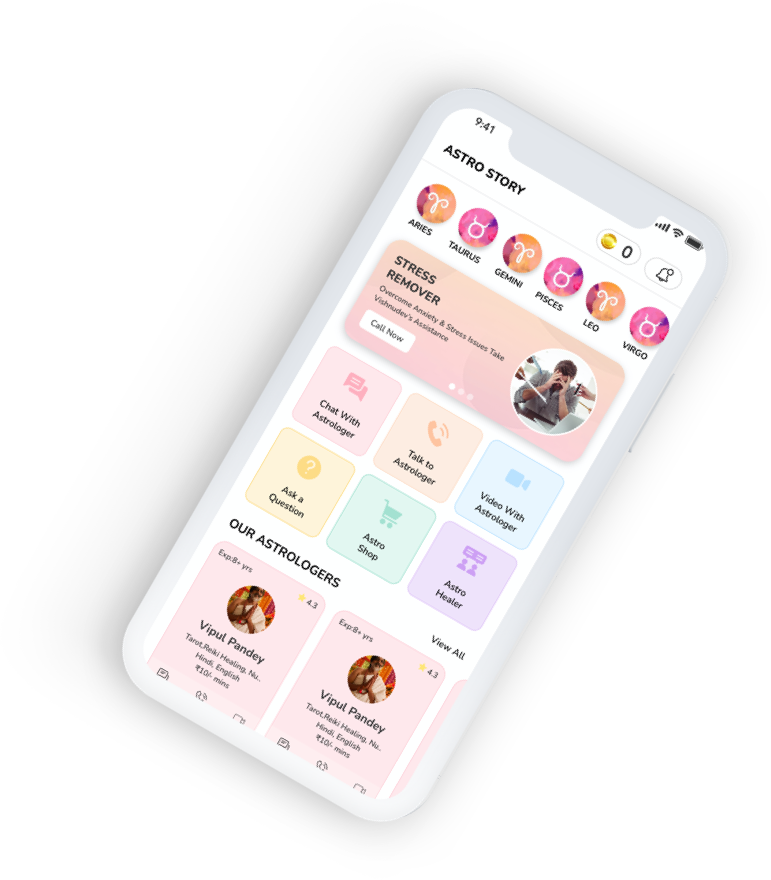 9:41
ASTRO STORY
0
ARIES
TAURUS
GEMINI
PISCES
LEO
VIRGO
STRESS
REMOVER
Overcome Anxiety & Stress Issues Take
Vishnudev's Assistance
Call Now
Chat With
Astrologer
Talk to
Astrologer
Video With
Astrologer
Ask a
Question
Astro
Shop
Astro
Healer
OUR ASTROLOGERS
View All
Exp:8+ yrs
4.3
Vipul Pandey
Tarot,Reiki Healing, Nu..
Hindi, English
₹10/- mins
Exp:8+ yrs
4.3
Vipul Pandey
Tarot,Reiki Healing, Nu..
Hindi, English
₹10/- mins